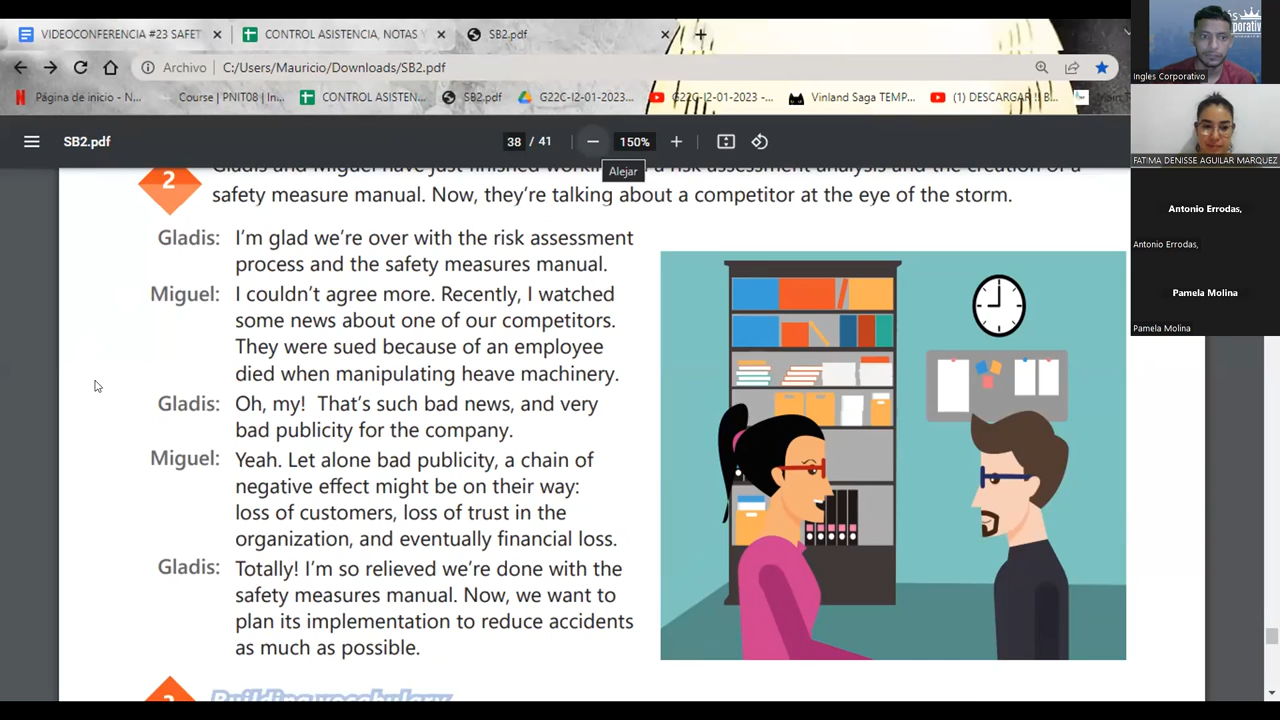 VIDEOCONFERENCIA #23 SAFET
CONTROL ASISTENCIA, NOTAS Y
SB2.pdf
Archivo
C:/Users/Mauricio/Downloads/SB2.pdf
Página de inicio - N...
Course | PNIT08 | In...
CONTROL ASISTEN...
SB2.pdf
G22C-I2-01-2023 -...
G22C-I2-01-2023 -...
Vinland Saga TEMP...
(1) DESCARGAR
SB2.pdf
38 / 41
150%
Alejar
2
safety measure manual. Now, they're talking about a competitor at the eye of the storm.
Gladis: I'm glad we're over with the risk assessment
process and the safety measures manual.
Miguel: I couldn't agree more. Recently, I watched
some news about one of our competitors.
They were sued because of an employee
died when manipulating heave machinery.
Gladis: Oh, my! That's such bad news, and very
bad publicity for the company.
Miguel: Yeah. Let alone bad publicity, a chain of
negative effect might be on their way:
loss of customers, loss of trust in the
organization, and eventually financial loss.
Gladis: Totally! I'm so relieved we're done with the
safety measures manual. Now, we want to
plan its implementation to reduce accidents
as much as possible.
Building vocabulary
Ingles Corporativo
FATIMA DENISSE AGUILAR MARQUEZ
Antonio Errodas,
Antonio Errodas,
Pamela Molina
Pamela Molina